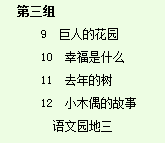 第三组
9 巨人的花园
10 幸福是什么
11 去年的树
12 小木偶的故事
语文园地三